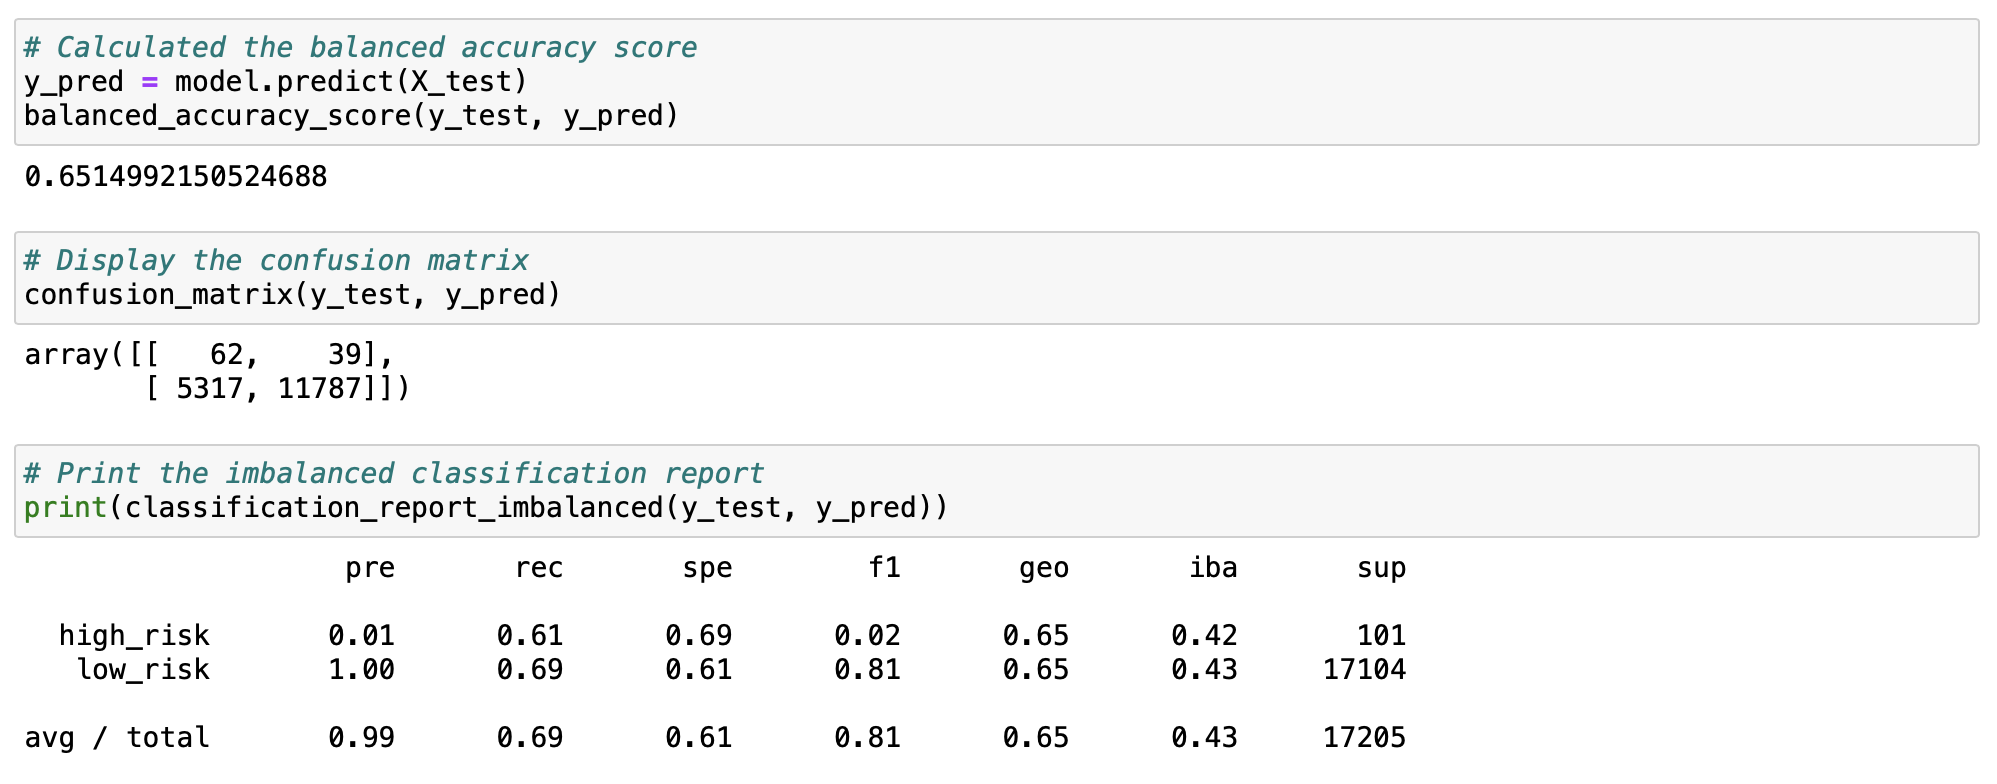 # Calculated the balanced accuracy score
y_pred = model.predict(X_test)
balanced_accuracy_score(y_test, y_pred)
0.6514992150524688
# Display the confusion matrix
confusion_matrix(y_test, y_pred)
array([[   62,    39],
       [ 5317, 11787]])
# Print the imbalanced classification report
print(classification_report_imbalanced(y_test, y_pred))
                   pre       rec       spe        f1       geo       iba       sup
  high_risk       0.01      0.61      0.69      0.02      0.65      0.42       101
   low_risk       1.00      0.69      0.61      0.81      0.65      0.43     17104
avg / total       0.99      0.69      0.61      0.81      0.65      0.43     17205